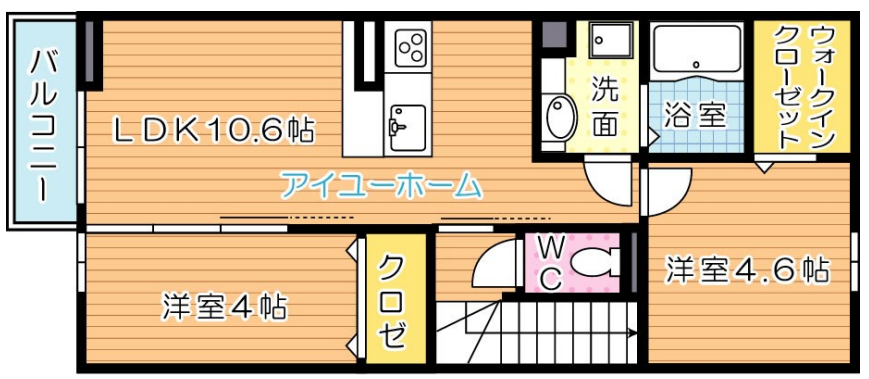 バルコニー
LDK10.6帖
アイユーホーム
洗面
浴室
ウォークイン
クローゼット
洋室4帖
クロゼ
WC
洋室4.6帖